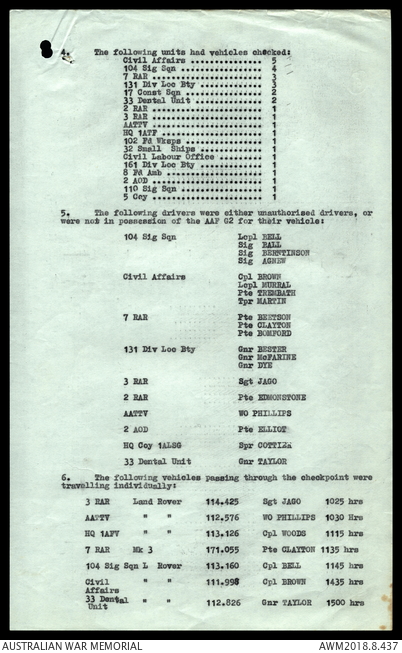 4. The following units had vehicles checked:
Civil Affairs .............. 5
104 Sig Sqn ................ 4
7 RAR ...................... 3
131 Div Loc Bty ............ 3
17 Const Sqn ............... 2
33 Dental Unit ............. 2
2 RAR ...................... 1
3 RAR ...................... 1
AATTV ...................... 1
HQ 1ATF .................... 1
102 Fd Wksps ............... 1
32 Small Ships ............. 1
Civil Labour Office ........ 1
161 Div Loc Bty ............ 1
8 Fd Amb ................... 1
2 AOD ...................... 1
110 Sig Sqn ................ 1
5 Coy ...................... 1
5. The following drivers were either unauthorised drivers, or
were not in possession of the AAF G2 for their vehicle:
104 Sig Sqn Lcpl BELL
Sig BALL
Sig BERNTINSON
Sig AGNEW
Civil Affairs Cpl BROWN
Lcpl MURRAL
Pte TREMBATH
Tpr MARTIN
7 RAR Pte BEETSON
Pte CLAYTON
Pte BOMFORD
131 Div Loc Bty Gnr BESTER
Gnr McFARINE
Gnr DYE
3 RAR Sgt JAGO
2 RAR Pte EDMONSTONE
AATTV WO PHILLIPS
2 AOD Pte ELLIOT
HQ Coy 1ALSG Spr
33 Dental Unit Gnr TAYLOR
6. The following vehicles passing through the checkpoint were
travelling individually:
3 RAR Land Rover 114.425 Sgt JAGO 1025 hrs
AATTV " " 112.576 WO PHILLIPS 1030 Hrs
HQ 1AFV " " 113.126 Cpl WOODS 1115 hrs
7 RAR Mk 3 171.055 Pte CLAYTON 1135 hrs
104 Sig Sqn L Rover 113.160 Cpl BELL 1145 hrs
Civil " " 111.998 Cpl BROWN 1435 hrs
Affairs
33 Dental " " 112.826 Gnr TAYLOR 1500 hrs
Unit
AUSTRALIAN WAR MEMORIAL AWM2018.8.437